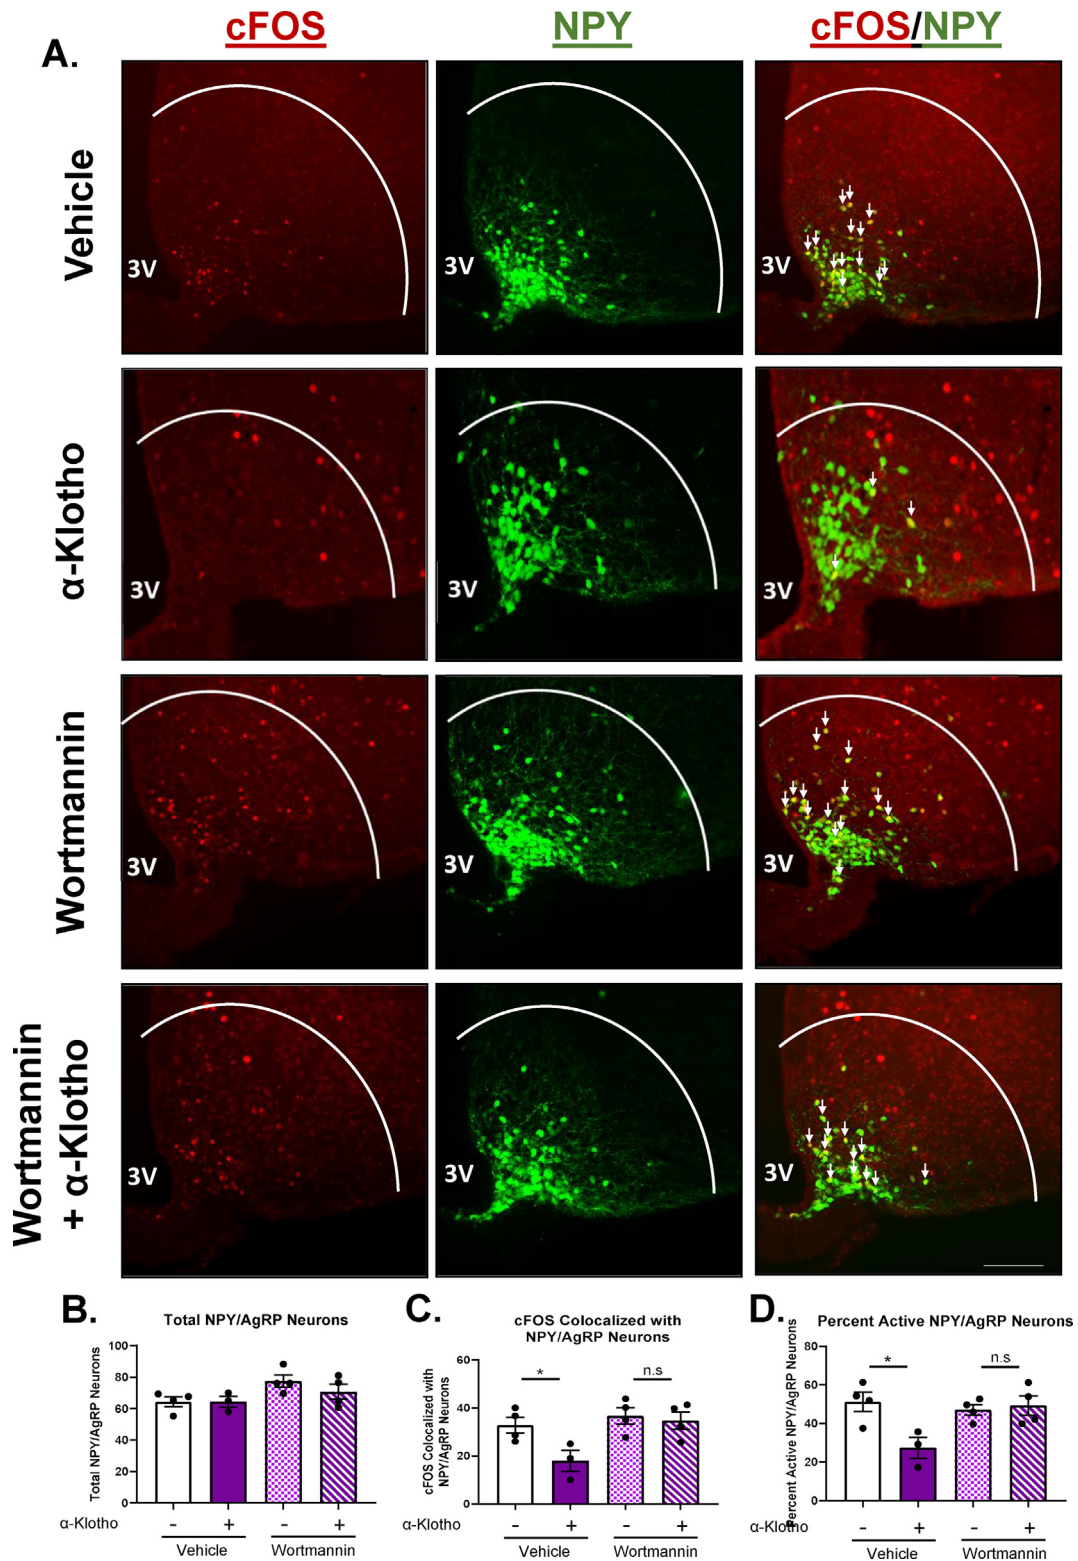 cFOS NPY cFOS/NPY
A.
Vehicle
3V 3V 3V
α-Klotho
3V 3V 3V
Wortmannin
3V 3V 3V
Wortmannin
+ α-Klotho
3V 3V 3V
B.
Total NPY/AgRP Neurons
Total NPY/AgRP Neurons
100
80
60
40
20
0
α-Klotho - + - +
Vehicle Wortmannin
C.
cFOS Colocalized with
NPY/AgRP Neurons
cFOS Colocalized with
NPY/AgRP Neurons
60
40
20
0
* n.s
α-Klotho - + - +
Vehicle Wortmannin
D.
Percent Active NPY/AgRP Neurons
Percent Active NPY/AgRP Neurons
80
60
40
20
0
* n.s
α-Klotho - + - +
Vehicle Wortmannin